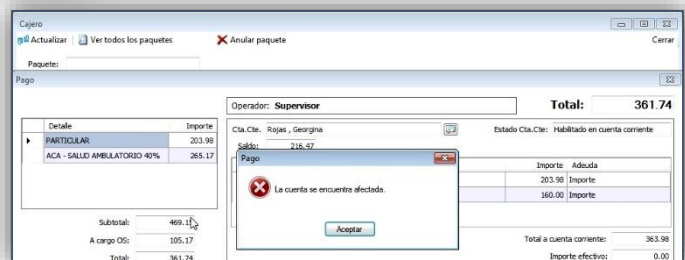 Cajero
Actualizar Ver todos los paquetes Anular paquete Cerrar
Paquete:
Pago
Operador: Supervisor Total: 361.74
Detalle Importe
PARTICULAR 203.98
ACA - SALUD AMBULATORIO 40% 265.17
Cta.Cte. Rojas , Georgina Estado Cta.Cte: Habilitado en cuenta corriente
Saldo: 216.47
Pago
La cuenta se encuentra afectada.
Aceptar
Importe Adeuda
203.98 Importe
160.00 Importe
Subtotal:
A cargo OS: 105.17
Total: 361.74
Total a cuenta corriente: 363.98
Importe efectivo: 0.00